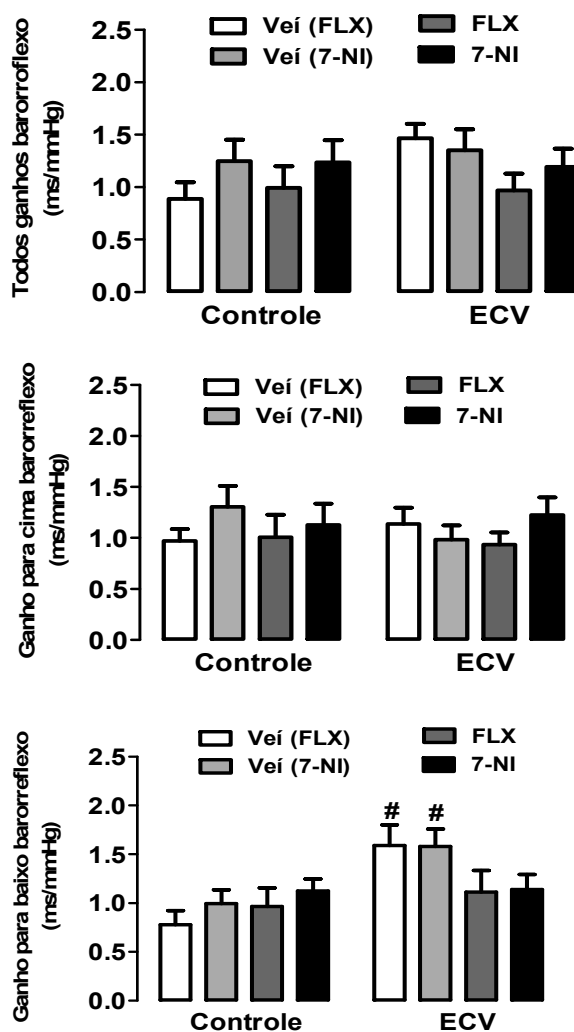 Todos ganhos barorroflexo
(ms/mmHg)
Veí (FLX)
FLX
Veí (7-NI)
7-NI
2.5
2.0
1.5
1.0
0.5
0.0
Controle
ECV
Ganho para cima barorreflexo
(ms/mmHg)
Veí (FLX)
FLX
Veí (7-NI)
7-NI
2.5
2.0
1.5
1.0
0.5
0.0
Controle
ECV
Ganho para baixo barorreflexo
(ms/mmHg)
Veí (FLX)
FLX
Veí (7-NI)
7-NI
2.5
2.0
1.5
1.0
0.5
0.0
# #
Controle
ECV